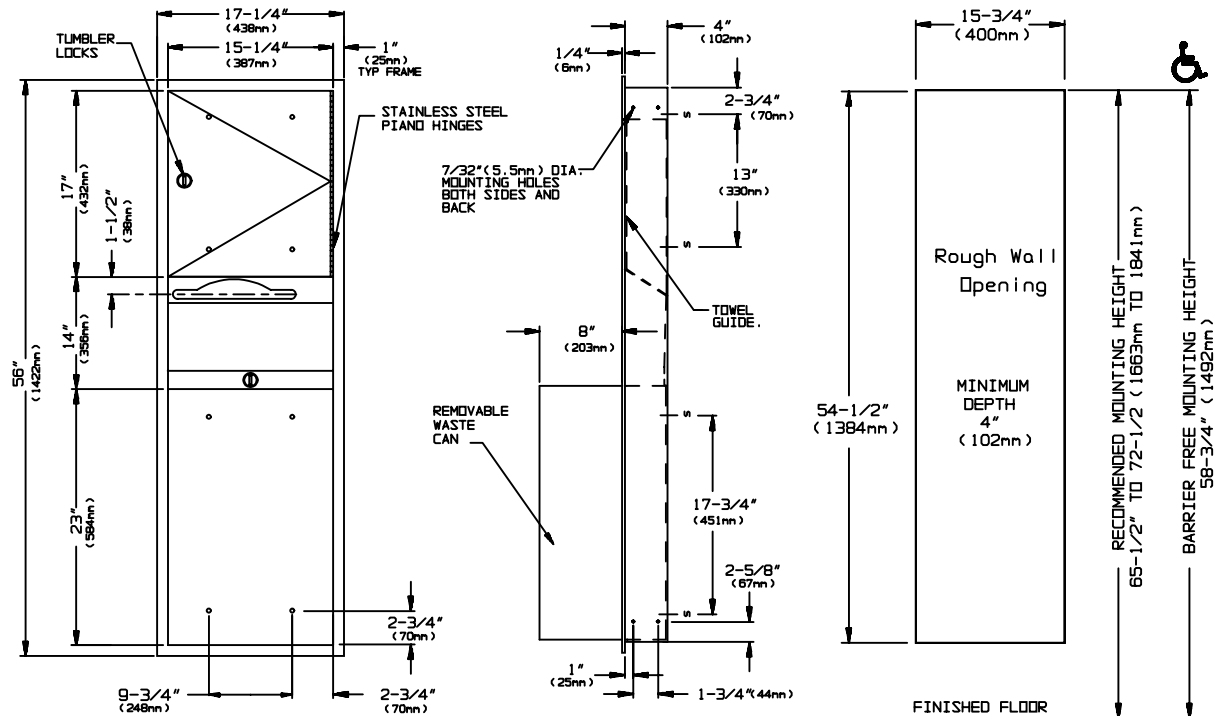 17-1/4"
(438mm)
15-1/4"
(387mm)
1"
(25mm)
TYP FRAME
TUMBLER
LOCKS
STAINLESS STEEL
PIANO HINGES
17"
(432mm)
1-1/2"
(38mm)
14"
(356mm)
56"
(1422mm)
23"
(584mm)
2-3/4"
(70mm)
9-3/4"
(248mm)
2-3/4"
(70mm)
4"
(102mm)
1/4"
(6mm)
2-3/4"
(70mm)
S
7/32"(5.5mm) DIA.
MOUNTING HOLES
BOTH SIDES AND
BACK
13"
(330mm)
S
TOWEL
GUIDE.
8"
(203mm)
REMOVABLE
WASTE
CAN
S
17-3/4"
(451mm)
2-5/8"
(67mm)
S
1"
(25mm)
1-3/4"(44mm)
15-3/4"
(400mm)
Rough Wall
Opening
MINIMUM
DEPTH
4"
(102mm)
54-1/2"
(1384mm)
RECOMMENDED MOUNTING HEIGHT
65-1/2" TO 72-1/2 (1663mm TO 1841mm)
BARRIER FREE MOUNTING HEIGHT
58-3/4" (1492mm)
FINISHED FLOOR